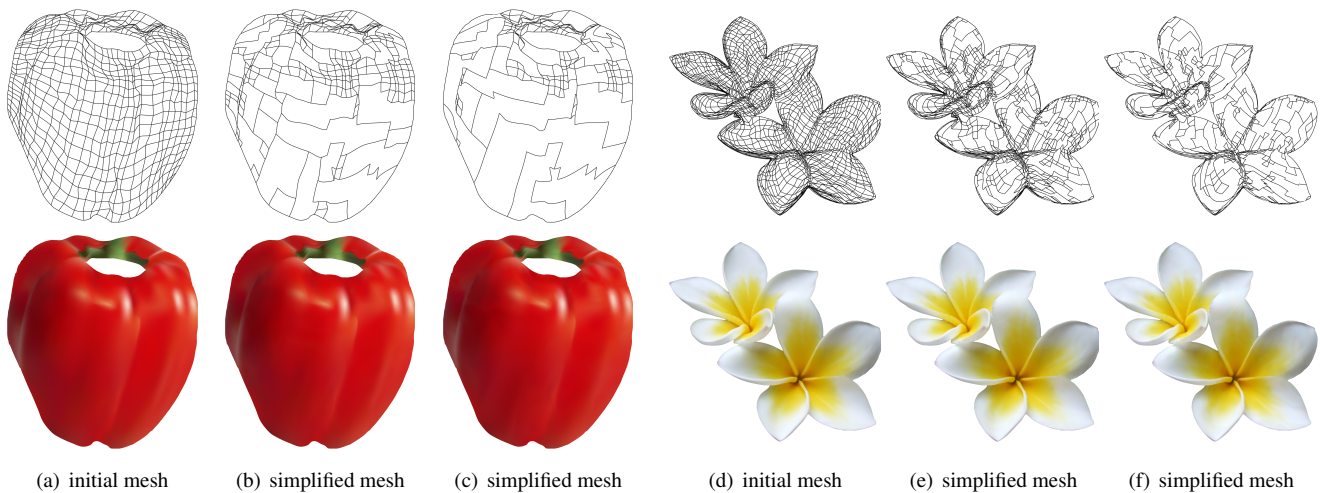 (a) initial mesh
(b) simplified mesh
(c) simplified mesh
(d) initial mesh
(e) simplified mesh
(f) simplified mesh